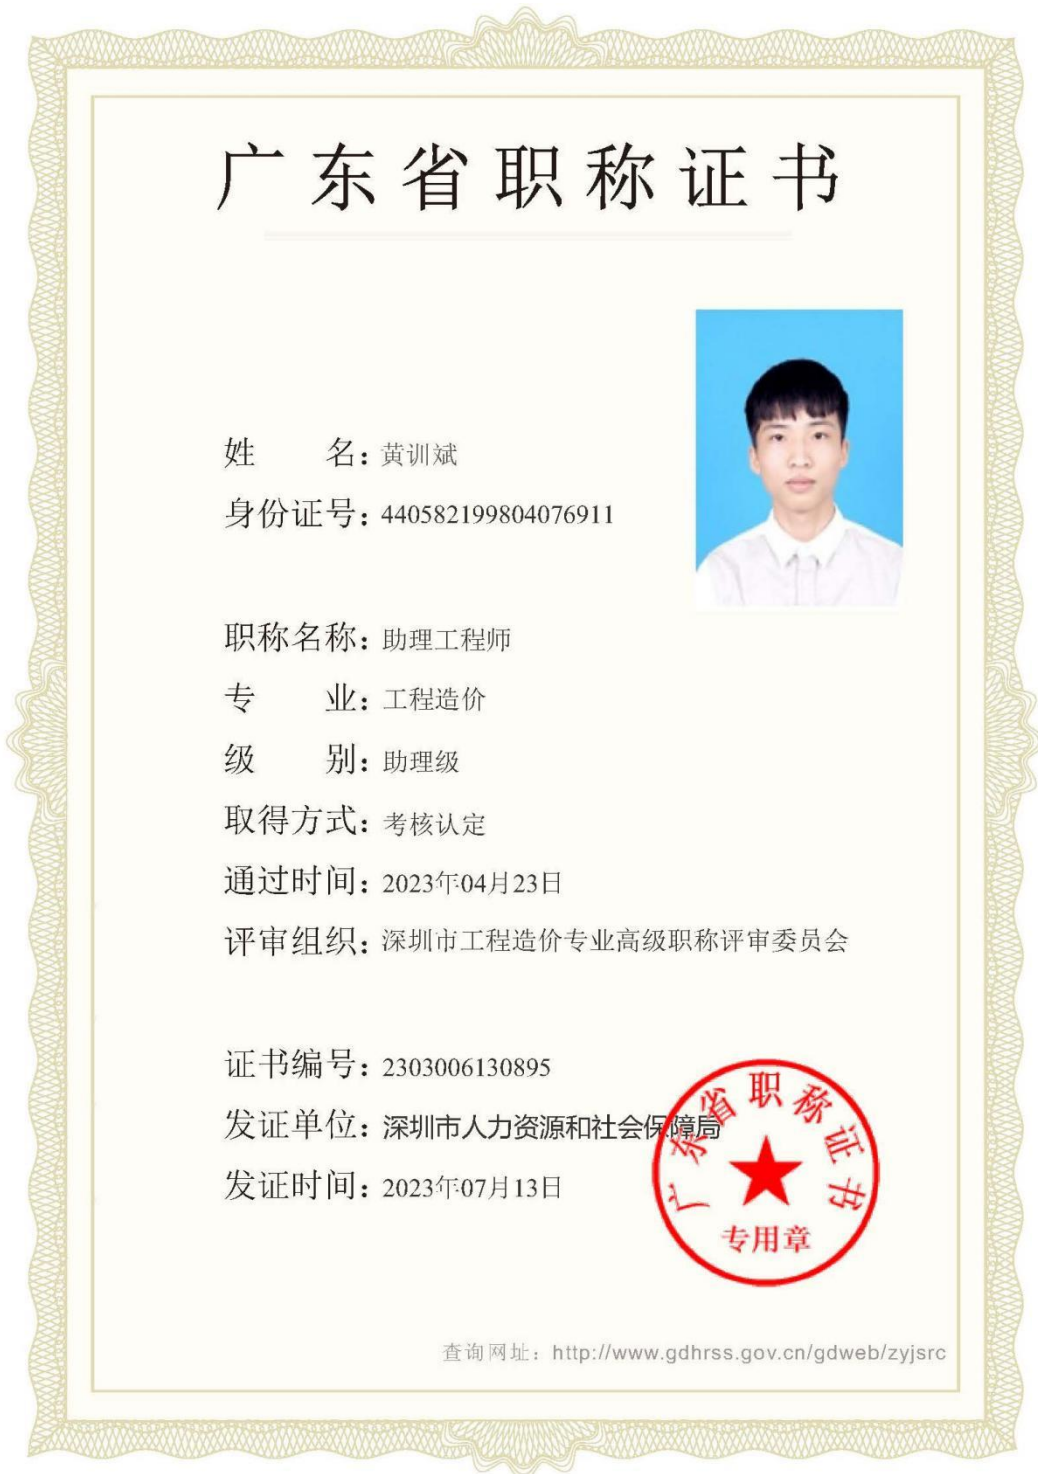 广东省职称证书
姓 名：黄训斌
身份证号：440582199804076911
职称名称：助理工程师
专 业：工程造价
级 别：助理级
取得方式：考核认定
通过时间：2023年04月23日
评审组织：深圳市工程造价专业高级职称评审委员会
证书编号：2303006130895
发证单位：深圳市人力资源和社会保障局
发证时间：2023年07月13日
广东省职称证书
专用章
查询网址：http://www.gdhrss.gov.cn/gdweb/zyjsrc